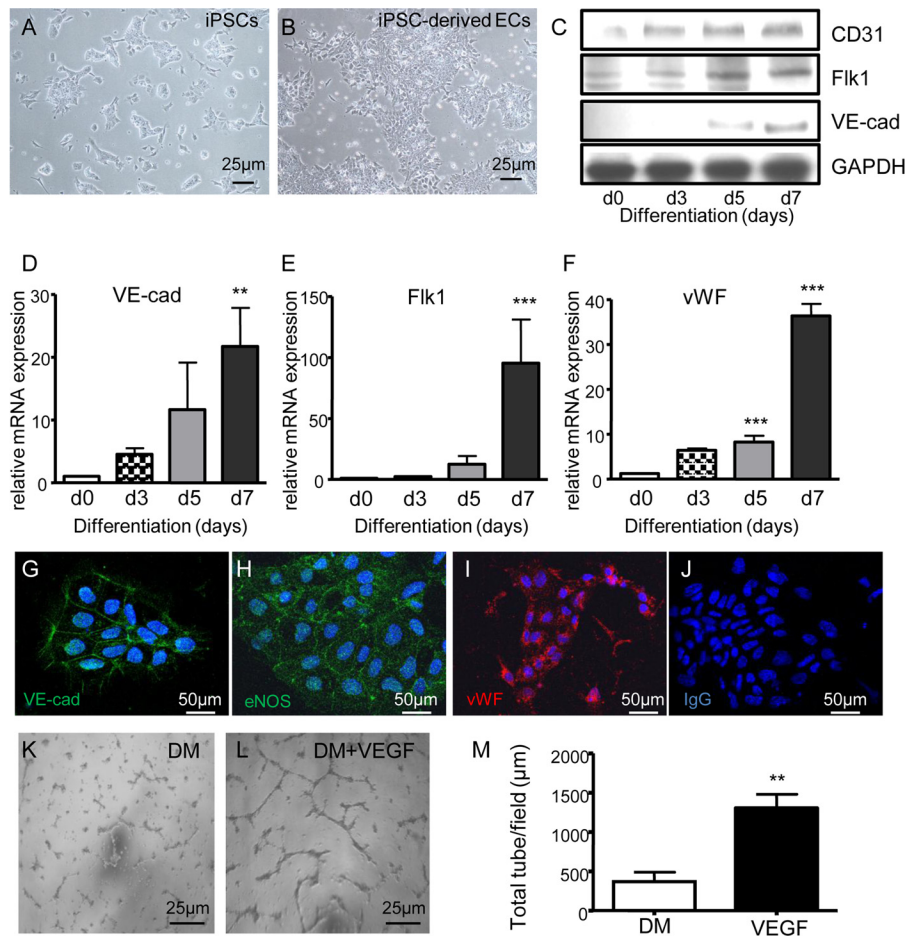 A iPSCs
25µm
B iPSC-derived ECs
25µm
C
CD31
Flk1
VE-cad
GAPDH
d0 d3 d5 d7
Differentiation (days)
D
VE-cad
**
relative mRNA expression
30
20
10
0
d0 d3 d5 d7
Differentiation (days)
E
Flk1
***
relative mRNA expression
150
100
50
0
d0 d3 d5 d7
Differentiation (days)
F
vWF
***
***
relative mRNA expression
40
30
20
10
0
d0 d3 d5 d7
Differentiation (days)
G
VE-cad 50µm
H
eNOS 50µm
I
vWF 50µm
J
IgG 50µm
K DM
25µm
L DM+VEGF
25µm
M
**
Total tube/field (µm)
2000
1500
1000
500
0
DM VEGF